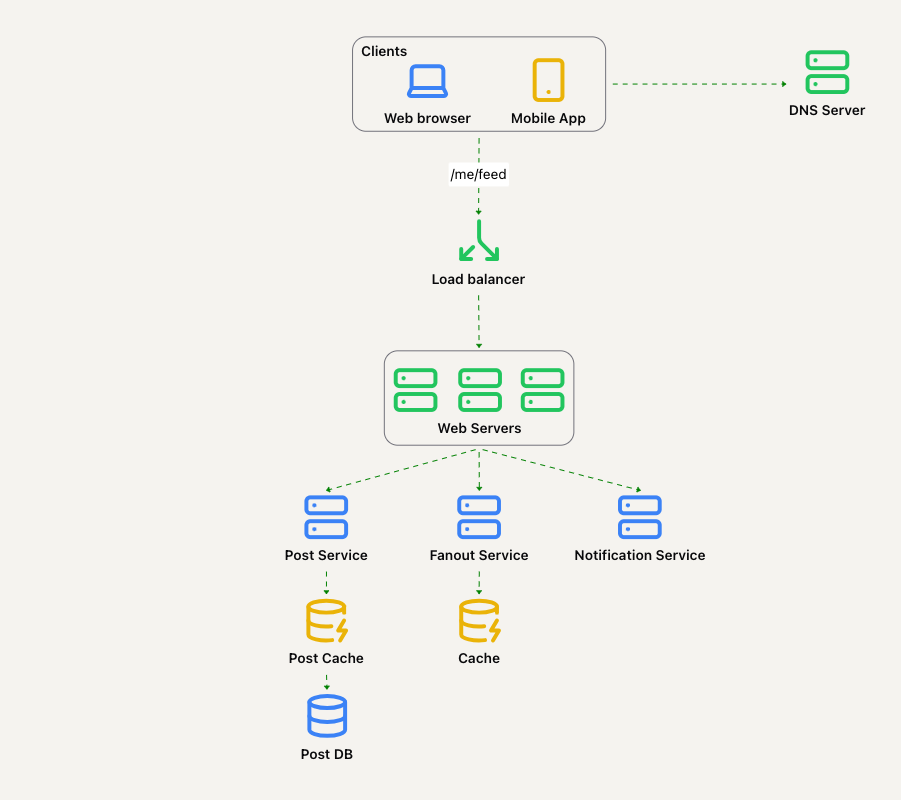 Clients
Web browser
Mobile App
DNS Server
/me/feed
Load balancer
Web Servers
Post Service
Fanout Service
Notification Service
Post Cache
Cache
Post DB